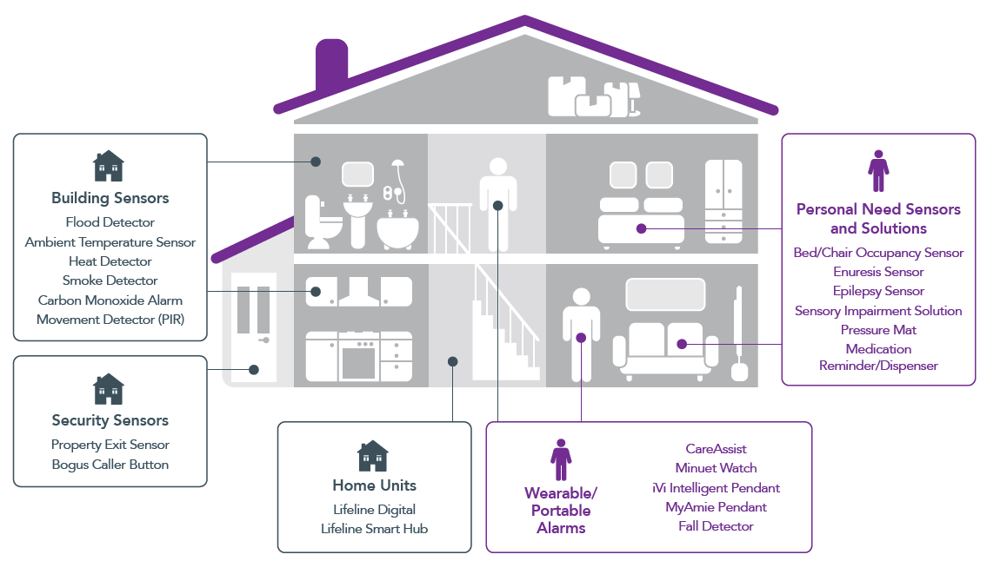 Building Sensors
Flood Detector
Ambient Temperature Sensor
Heat Detector
Smoke Detector
Carbon Monoxide Alarm
Movement Detector (PIR)
Security Sensors
Property Exit Sensor
Bogus Caller Button
Home Units
Lifeline Digital
Lifeline Smart Hub
Wearable/
Portable
Alarms
CareAssist
Minuet Watch
iVi Intelligent Pendant
MyAmie Pendant
Fall Detector
Personal Need Sensors
and Solutions
Bed/Chair Occupancy Sensor
Enuresis Sensor
Epilepsy Sensor
Sensory Impairment Solution
Pressure Mat
Medication
Reminder/Dispenser